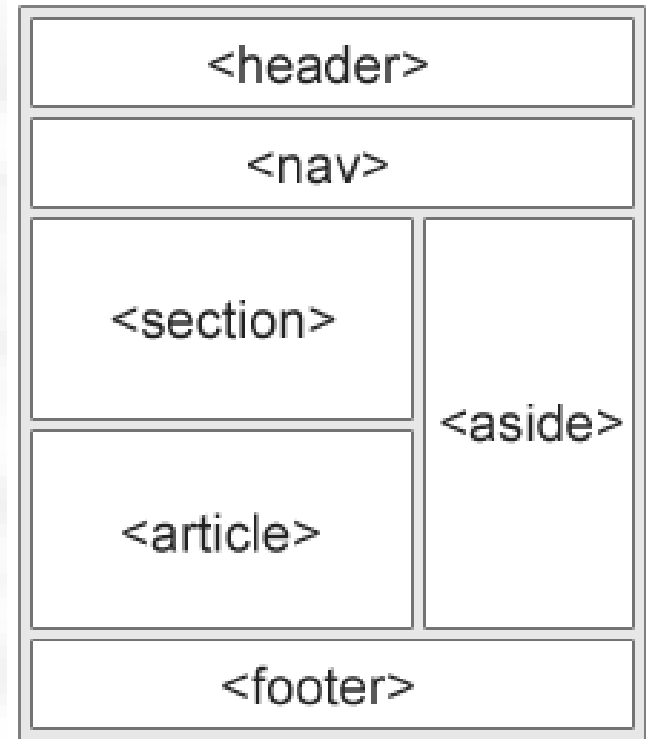 <header>
<nav>
<section>
<aside>
<article>
<footer>